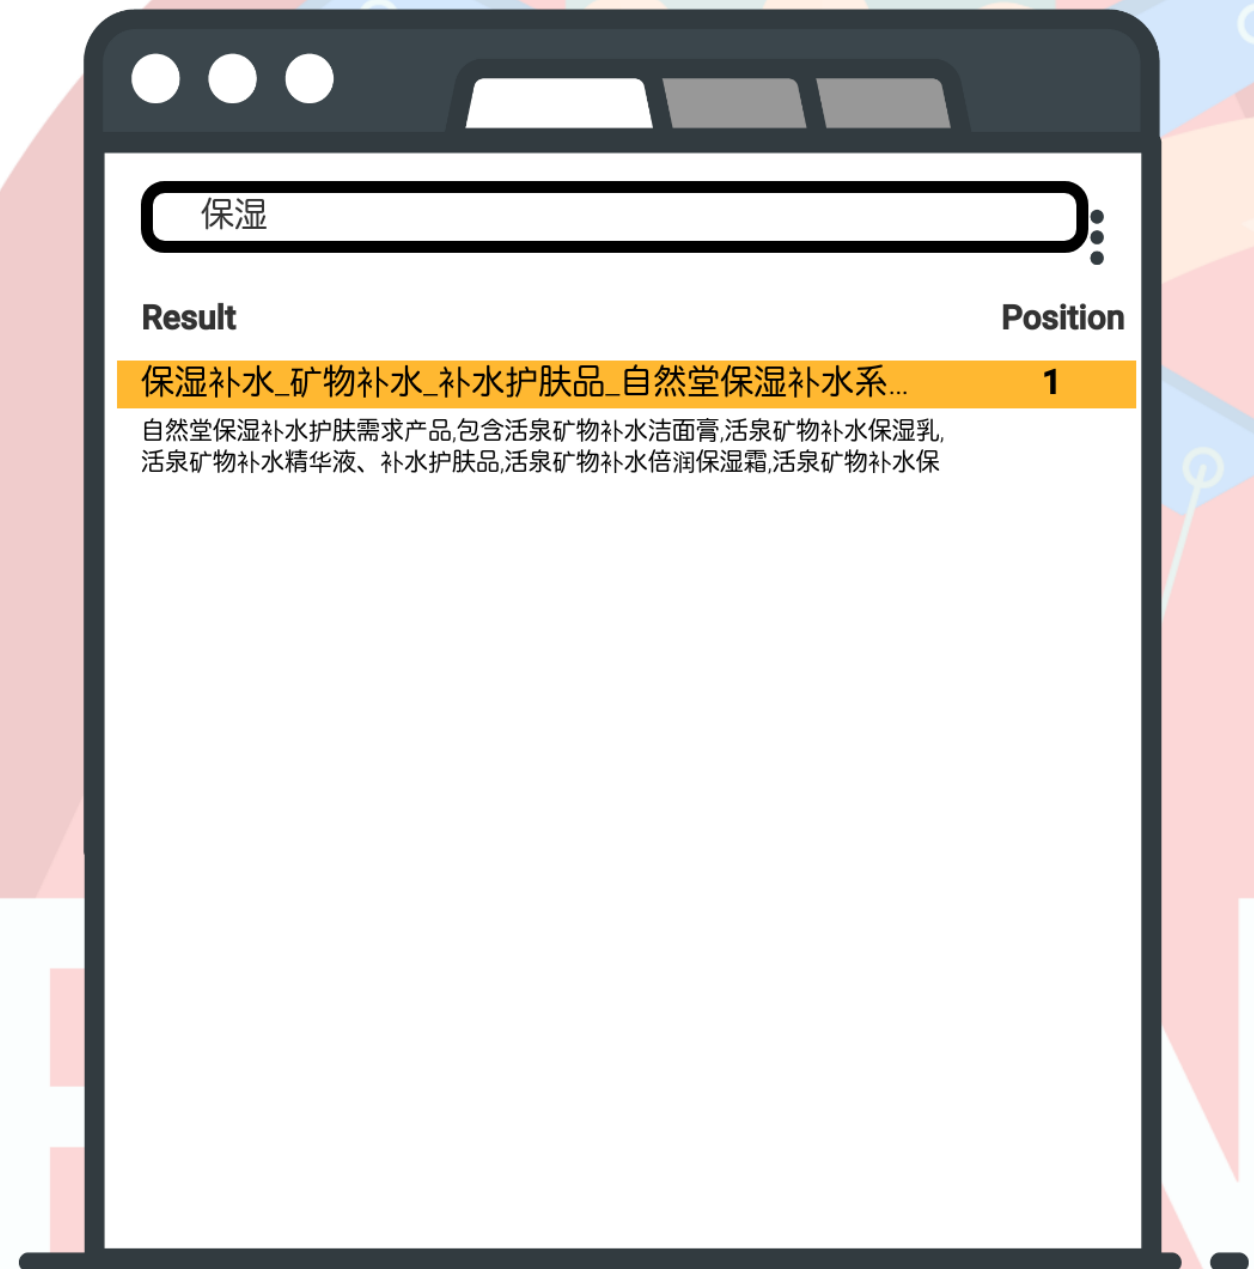 保湿
Result Position
保湿补水_矿物补水_补水护肤品_自然堂保湿补水系... 1
自然堂保湿补水护肤需求产品,包含活泉矿物补水洁面膏,活泉矿物补水保湿乳,
活泉矿物补水精华液、补水护肤品,活泉矿物补水倍润保湿霜,活泉矿物补水保